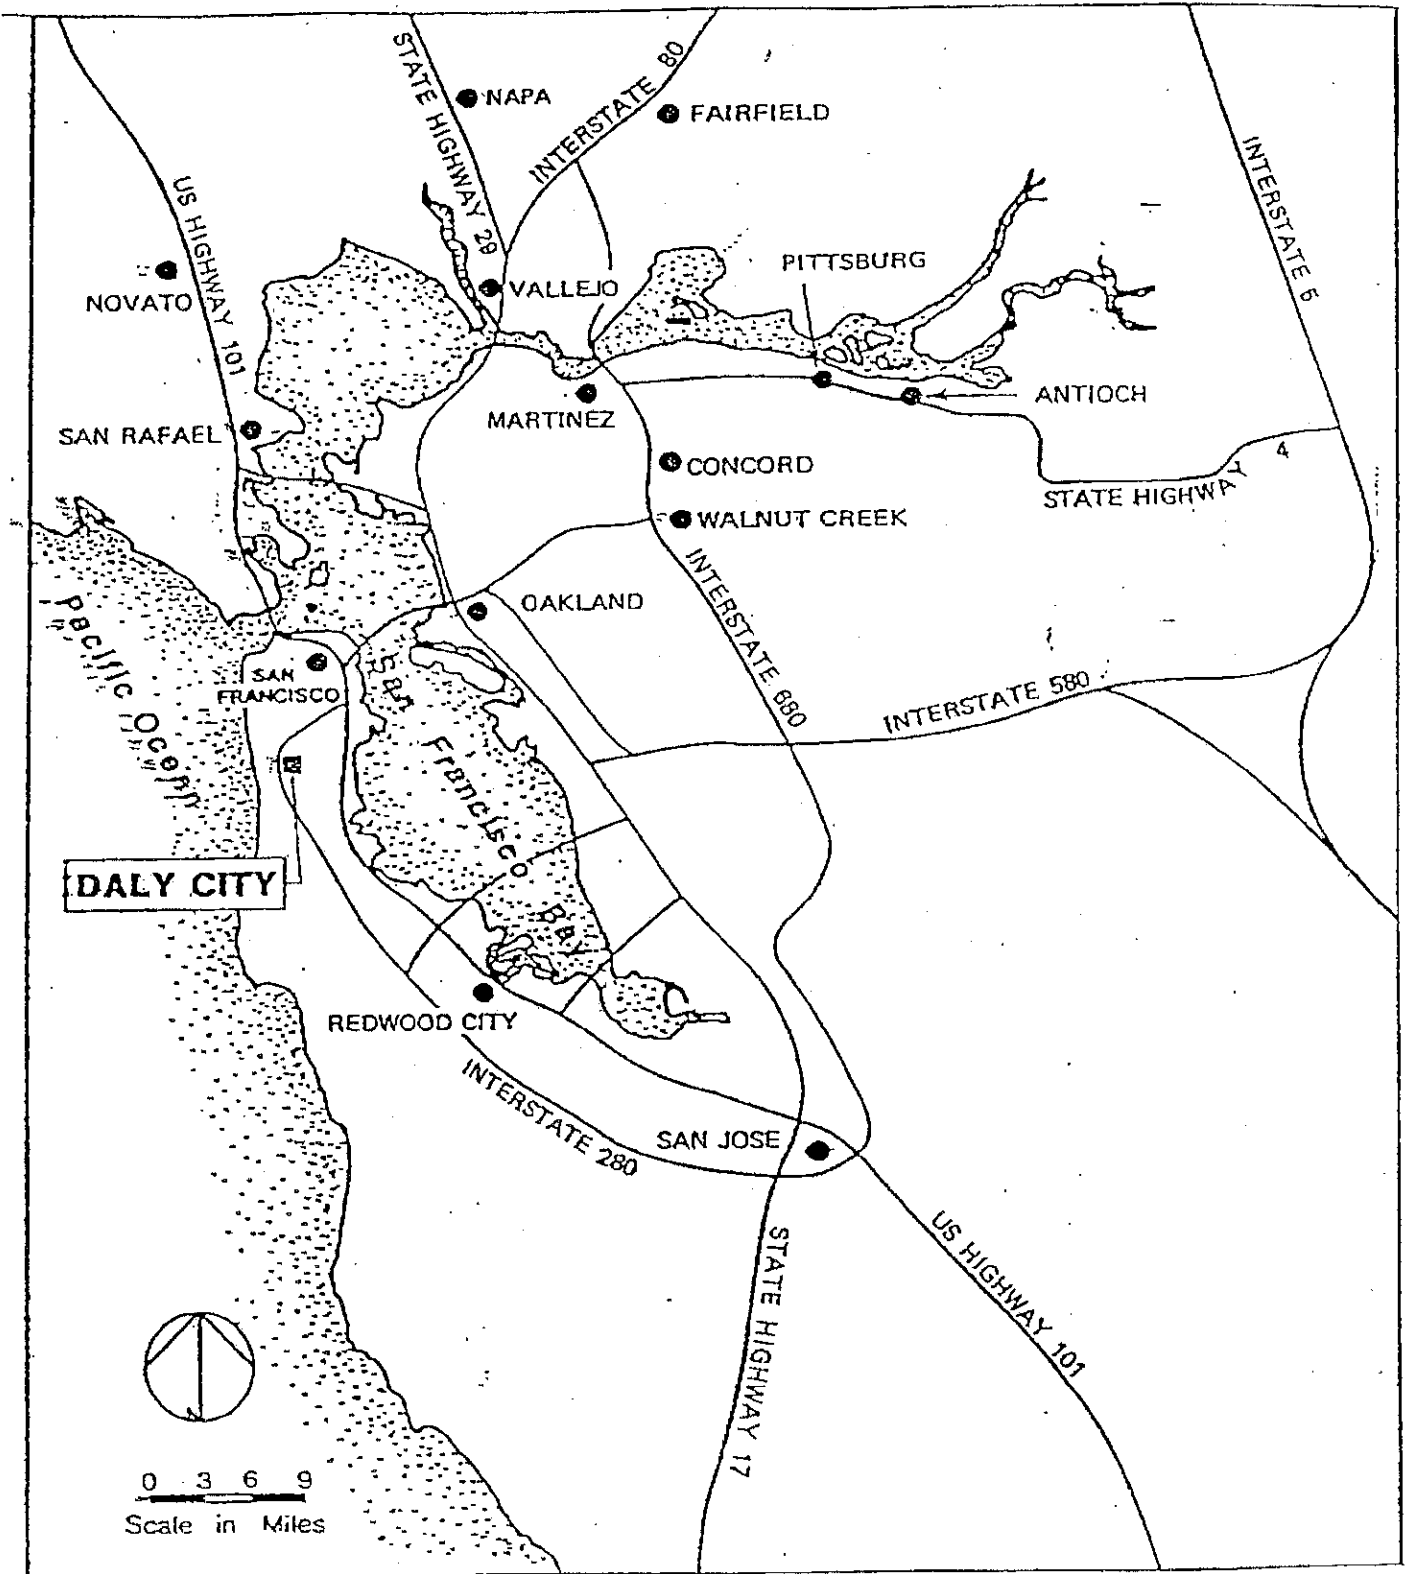 STATE HIGHWAY 29
INTERSTATE 80
NAPA
FAIRFIELD
INTERSTATE 5
US HIGHWAY 101
NOVATO
VALLEJO
PITTSBURG
SAN RAFAEL
MARTINEZ
ANTIOCH
CONCORD
STATE HIGHWAY 4
WALNUT CREEK
INTERSTATE 680
OAKLAND
Pacific Ocean
SAN
FRANCISCO
San Francisco Bay
INTERSTATE 580
DALY CITY
REDWOOD CITY
INTERSTATE 280
SAN JOSE
STATE HIGHWAY 17
US HIGHWAY 101
N
0 3 6 9
Scale in Miles